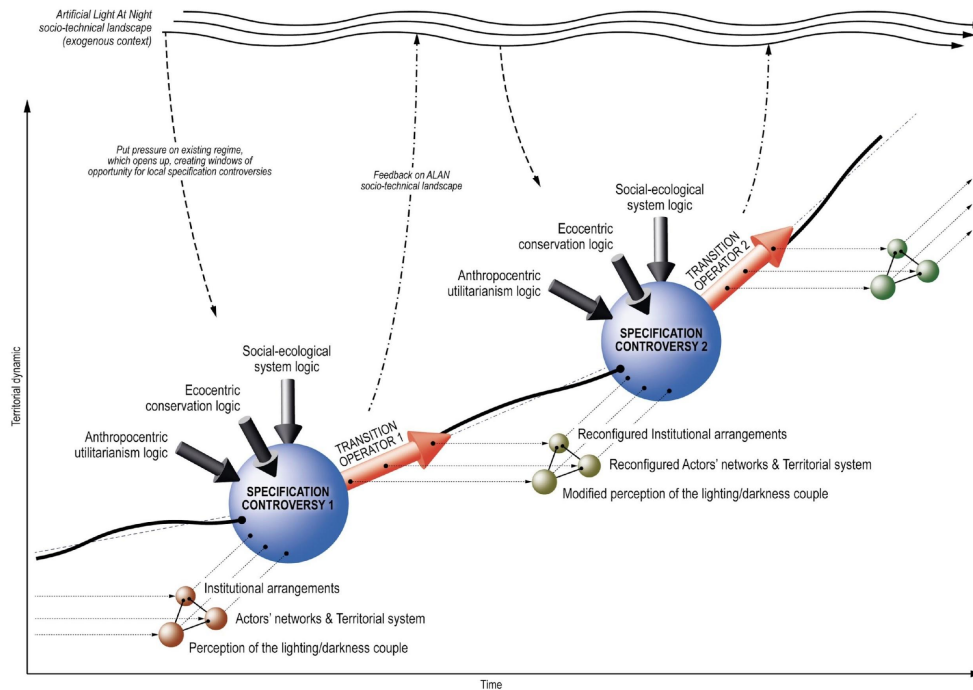 Artificial Light At Night
socio-technical landscape
(exogenous context)
Put pressure on existing regime,
which opens up, creating windows of
opportunity for local specification controversies
Feedback on ALAN
socio-technical landscape
Social-ecological
system logic
Ecocentric
conservation logic
Anthropocentric
utilitarianism logic
TRANSITION
OPERATOR 2
SPECIFICATION
CONTROVERSY 2
Social-ecological
system logic
Ecocentric
conservation logic
Anthropocentric
utilitarianism logic
TRANSITION
OPERATOR 1
SPECIFICATION
CONTROVERSY 1
Reconfigured Institutional arrangements
Reconfigured Actors' networks & Territorial system
Modified perception of the lighting/darkness couple
Institutional arrangements
Actors' networks & Territorial system
Perception of the lighting/darkness couple
Territorial dynamic
Time